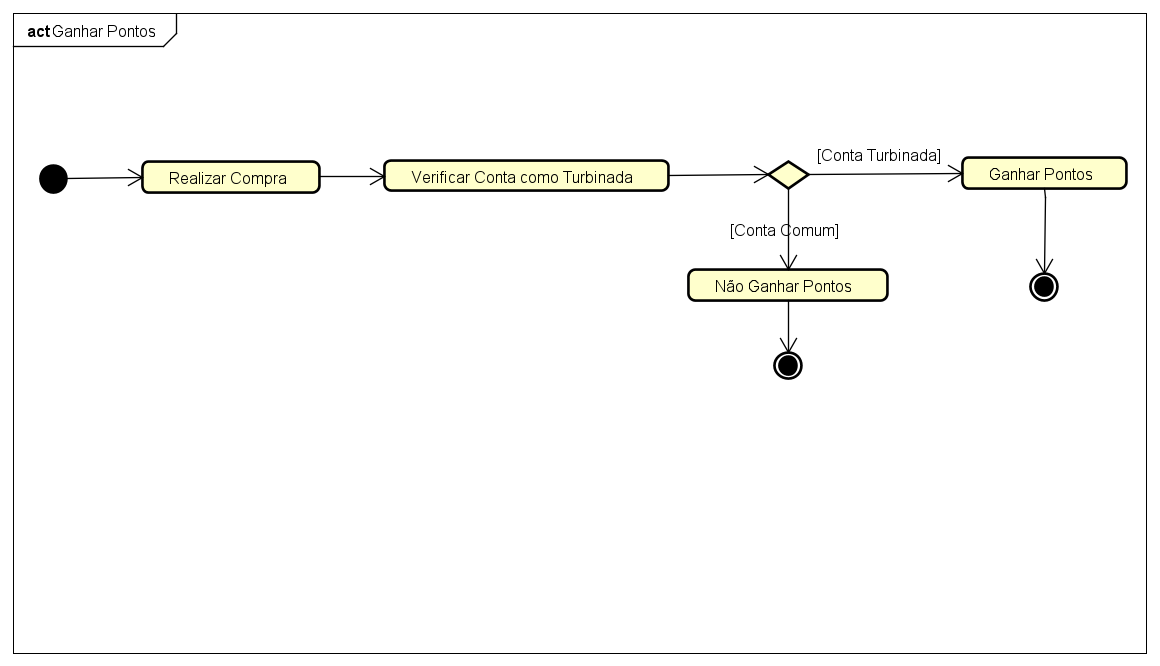 act Ganhar Pontos
[Conta Turbinada]
Realizar Compra
Verificar Conta como Turbinada
Ganhar Pontos
[Conta Comum]
Não Ganhar Pontos